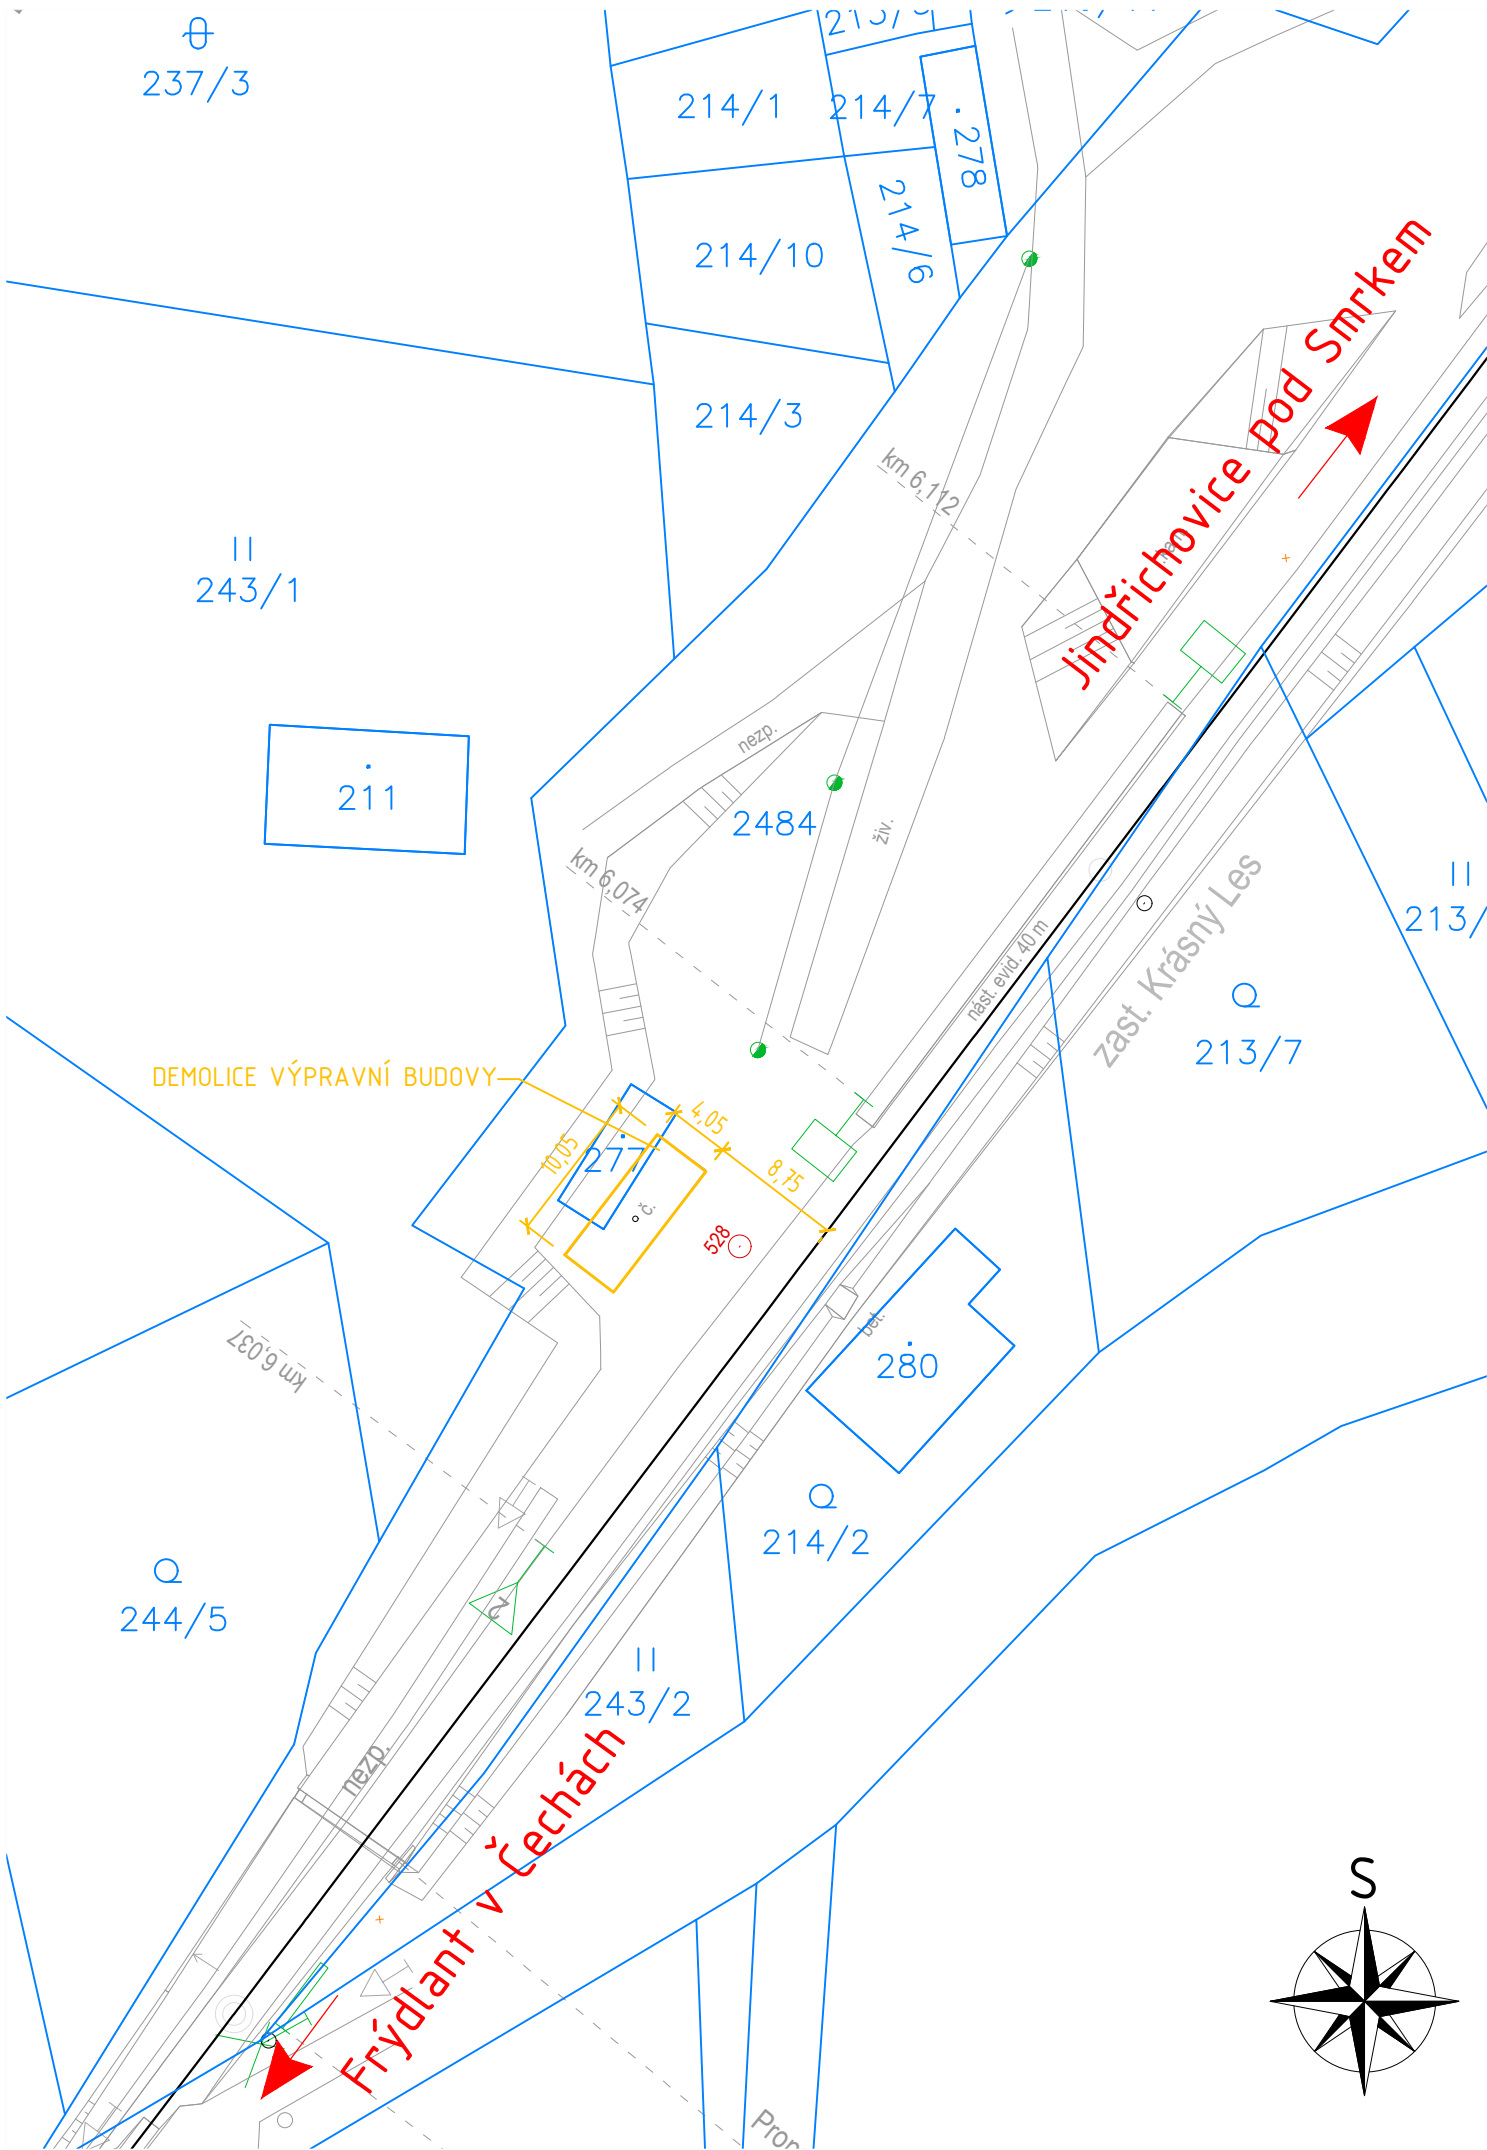 237/3
214/1
214/7
278
214/10
214/6
214/3
Jindřichovice pod Smrkem
km 6,112
243/1
nezp.
211
2484
živ.
km 6,074
213/
nást. evid. 40 m
zast. Krásný Les
213/7
DEMOLICE VÝPRAVNÍ BUDOVY
4,05
10,05
277
8,75
č.
528
bet.
280
km 6,037
214/2
2
244/5
243/2
nezp.
Frýdlant v Čechách
S